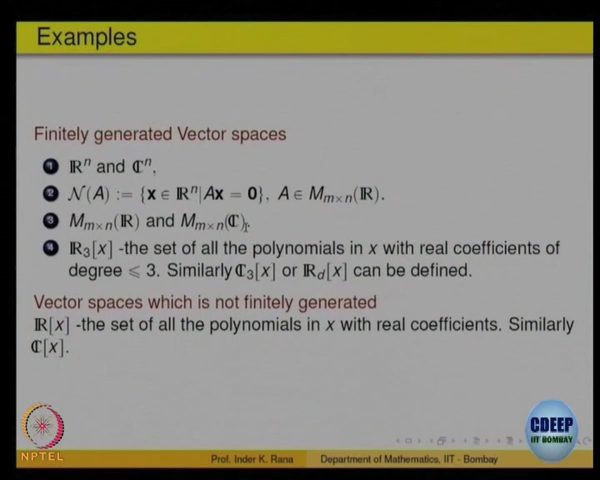 Examples
Finitely generated Vector spaces
1 ℝⁿ and ℂⁿ,
2 𝒩(A) := {x ∈ ℝⁿ|Ax = 0}, A ∈ Mₘₓₙ(ℝ).
3 Mₘₓₙ(ℝ) and Mₘₓₙ(ℂ).
4 ℝ₃[x] -the set of all the polynomials in x with real coefficients of
degree ⩽ 3. Similarly ℂ₃[x] or ℝ_d[x] can be defined.
Vector spaces which is not finitely generated
ℝ[x] -the set of all the polynomials in x with real coefficients. Similarly
ℂ[x].
NPTEL
CDEEP
IIT BOMBAY
Prof. Inder K. Rana Department of Mathematics, IIT - Bombay